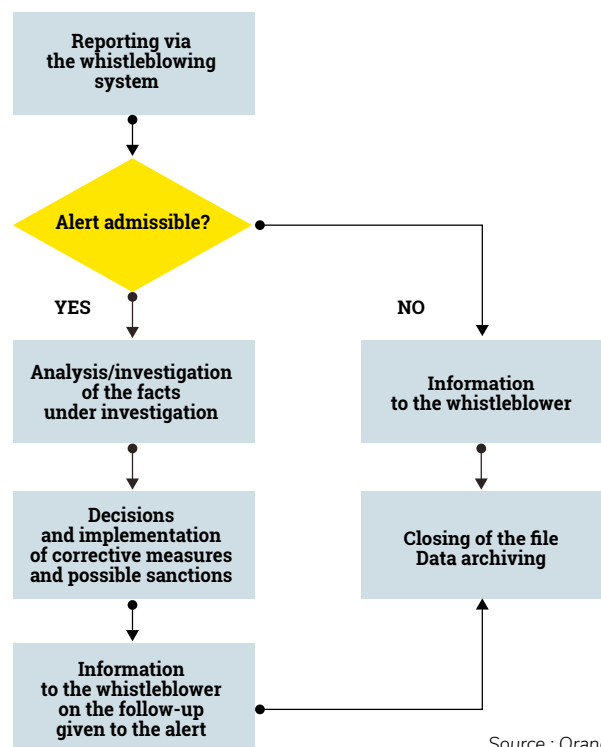 Reporting via
the whistleblowing
system
Alert admissible?
YES
NO
Analysis/investigation
of the facts
under investigation
Information
to the whistleblower
Decisions
and implementation
of corrective measures
and possible sanctions
Closing of the file
Data archiving
Information
to the whistleblower
on the follow-up
given to the alert
Source :